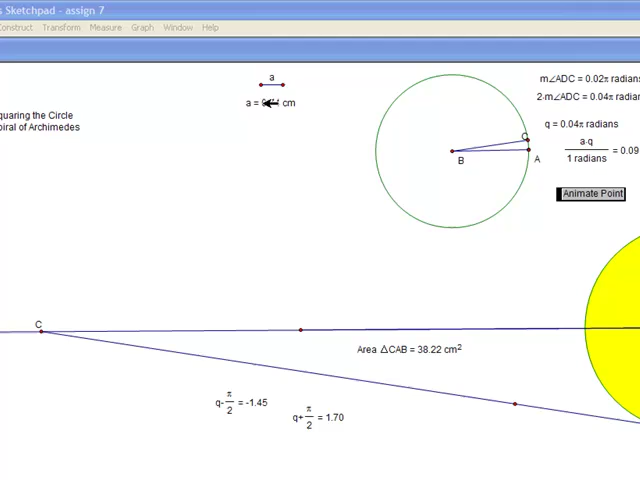 s Sketchpad - assign 7
Construct Transform Measure Graph Window Help
a
a = cm
quaring the Circle
piral of Archimedes
m∠ADC = 0.02π radians
2·m∠ADC = 0.04π radian
q = 0.04π radians
a·q
1 radians
= 0.09
C
B
A
Animate Point
C
Area △CAB = 38.22 cm²
q- π/2 = -1.45
q+ π/2 = 1.70